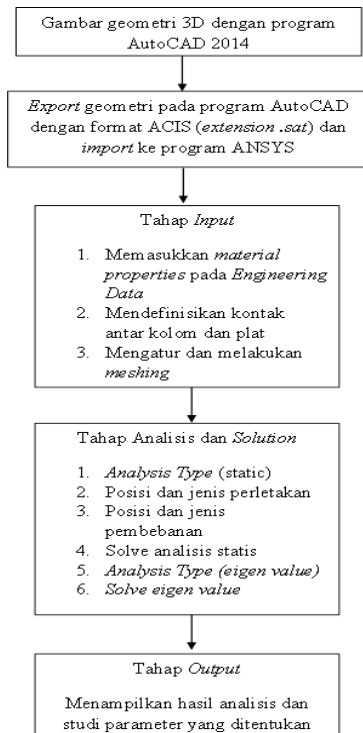 Gambar geometri 3D dengan program
AutoCAD 2014
Export geometri pada program AutoCAD
dengan format ACIS (extension .sat) dan
import ke program ANSYS
Tahap Input
1. Memasukkan material
properties pada Engineering
Data
2. Mendefinisikan kontak
antar kolom dan plat
3. Mengatur dan melakukan
meshing
Tahap Analisis dan Solution
1. Analysis Type (static)
2. Posisi dan jenis perletakan
3. Posisi dan jenis
pembebanan
4. Solve analisis statis
5. Analysis Type (eigen value)
6. Solve eigen value
Tahap Output
Menampilkan hasil analisis dan
studi parameter yang ditentukan